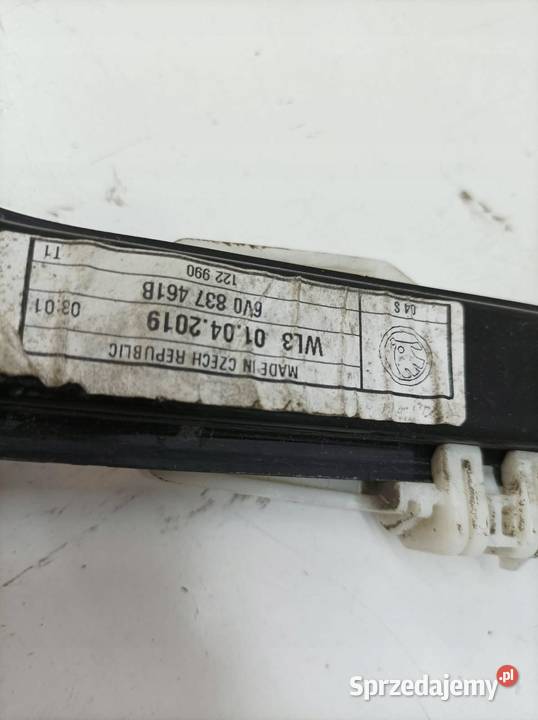 MADE IN CZECH REPUBLIC
WL3 01.04.2019 03:01
6V0 837 461B
122 990 T1
04 S
Sprzedajemy.pl